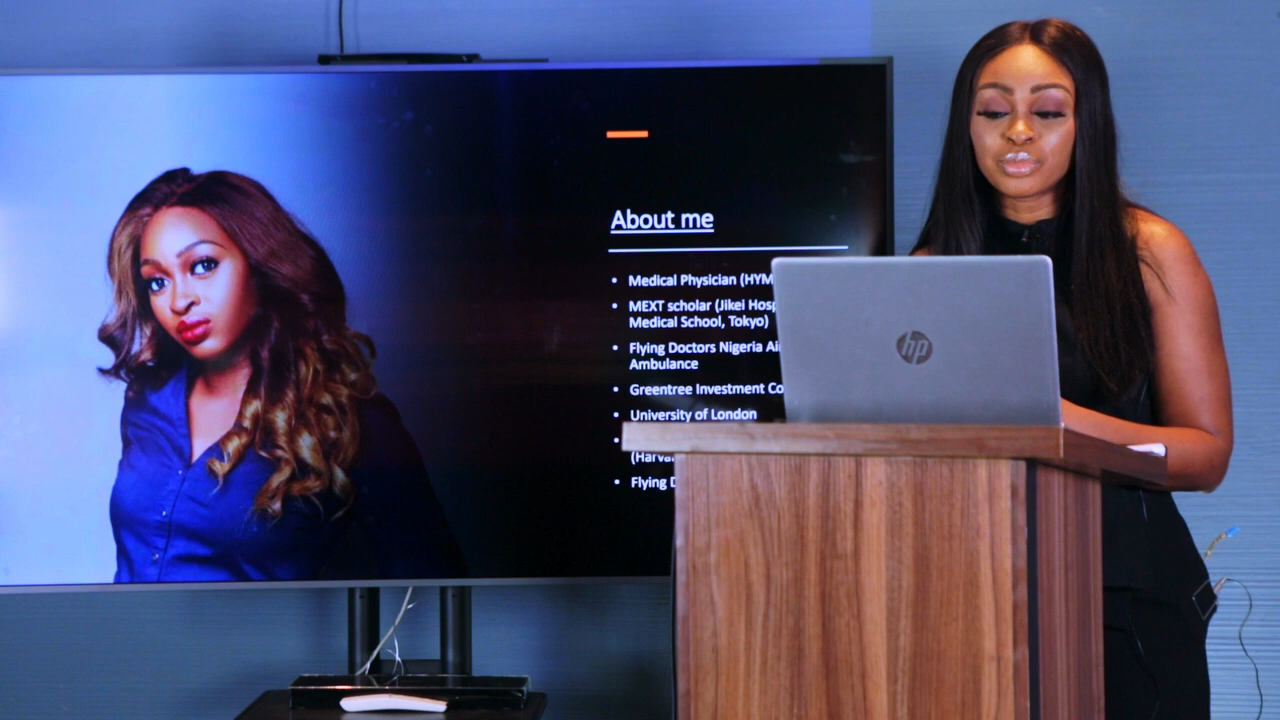 About me
• Medical Physician (HYM
• MEXT scholar (Jikei Hosp
Medical School, Tokyo)
• Flying Doctors Nigeria Ai
Ambulance
• Greentree Investment Co
• University of London
•
(Harva
• Flying D
hp